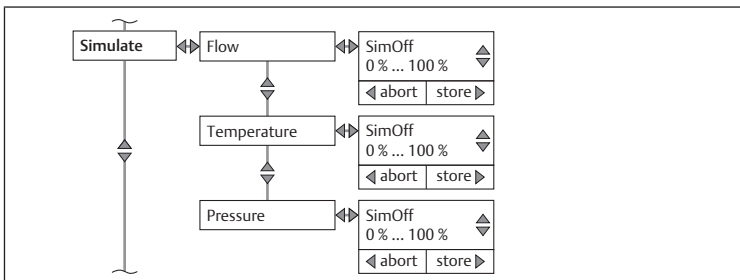 Simulate
Flow
SimOff
0 % ... 100 %
abort
store
Temperature
SimOff
0 % ... 100 %
abort
store
Pressure
SimOff
0 % ... 100 %
abort
store